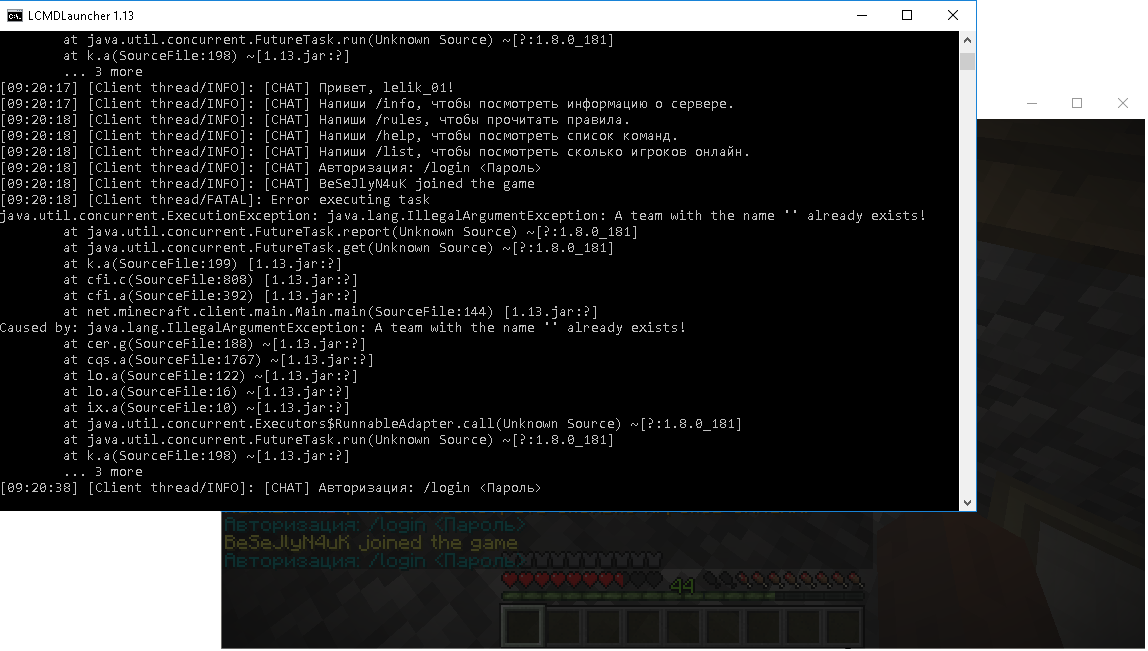 LCMDLauncher 1.13
at java.util.concurrent.FutureTask.run(Unknown Source) ~[?:1.8.0_181]
at k.a(SourceFile:198) ~[1.13.jar:?]
... 3 more
[09:20:17] [Client thread/INFO]: [CHAT] Привет, lelik_01!
[09:20:17] [Client thread/INFO]: [CHAT] Напиши /info, чтобы посмотреть информацию о сервере.
[09:20:18] [Client thread/INFO]: [CHAT] Напиши /rules, чтобы прочитать правила.
[09:20:18] [Client thread/INFO]: [CHAT] Напиши /help, чтобы посмотреть список команд.
[09:20:18] [Client thread/INFO]: [CHAT] Напиши /list, чтобы посмотреть сколько игроков онлайн.
[09:20:18] [Client thread/INFO]: [CHAT] Авторизация: /login <Пароль>
[09:20:18] [Client thread/INFO]: [CHAT] BeSeJlyN4uK joined the game
[09:20:18] [Client thread/FATAL]: Error executing task
java.util.concurrent.ExecutionException: java.lang.IllegalArgumentException: A team with the name '' already exists!
at java.util.concurrent.FutureTask.report(Unknown Source) ~[?:1.8.0_181]
at java.util.concurrent.FutureTask.get(Unknown Source) ~[?:1.8.0_181]
at k.a(SourceFile:199) [1.13.jar:?]
at cfi.c(SourceFile:808) [1.13.jar:?]
at cfi.a(SourceFile:392) [1.13.jar:?]
at net.minecraft.client.main.Main.main(SourceFile:144) [1.13.jar:?]
Caused by: java.lang.IllegalArgumentException: A team with the name '' already exists!
at cer.g(SourceFile:188) ~[1.13.jar:?]
at cqs.a(SourceFile:1767) ~[1.13.jar:?]
at lo.a(SourceFile:122) ~[1.13.jar:?]
at lo.a(SourceFile:16) ~[1.13.jar:?]
at ix.a(SourceFile:10) ~[1.13.jar:?]
at java.util.concurrent.Executors$RunnableAdapter.call(Unknown Source) ~[?:1.8.0_181]
at java.util.concurrent.FutureTask.run(Unknown Source) ~[?:1.8.0_181]
at k.a(SourceFile:198) ~[1.13.jar:?]
... 3 more
[09:20:38] [Client thread/INFO]: [CHAT] Авторизация: /login <Пароль>
Авторизация: /login <Пароль>
BeSeJlyN4uK joined the game
Авторизация: /login <Пароль>
44